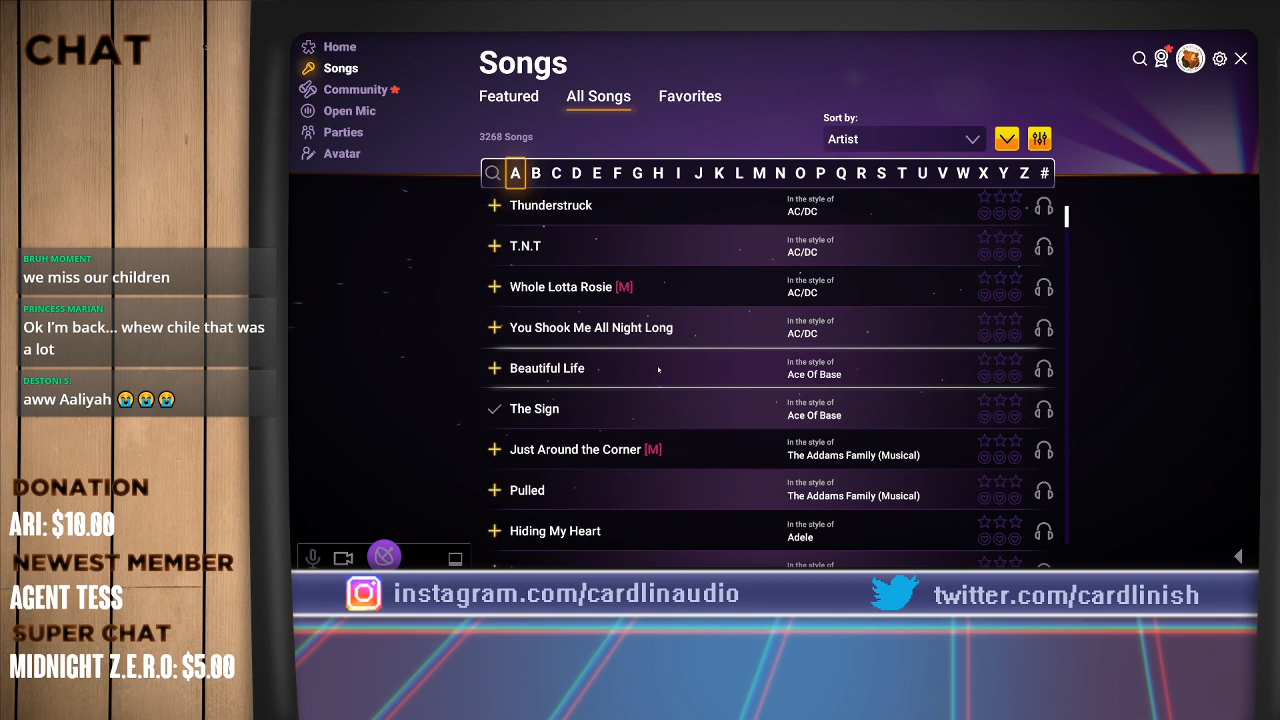 CHAT
BRUH MOMENT
we miss our children
PRINCESS MARIAN
Ok I'm back... whew chile that was
a lot
DESTONI S.
aww Aaliyah 😭😭😭
DONATION
ARI: $10.00
NEWEST MEMBER
AGENT TESS
SUPER CHAT
MIDNIGHT Z.E.R.O: $5.00
Home
Songs
Community
Open Mic
Parties
Avatar
Songs
Featured All Songs Favorites
3268 Songs
Sort by:
Artist
A B C D E F G H I J K L M N O P Q R S T U V W X Y Z #
Thunderstruck
In the style of
AC/DC
T.N.T
In the style of
AC/DC
Whole Lotta Rosie [M]
In the style of
AC/DC
You Shook Me All Night Long
In the style of
AC/DC
Beautiful Life
In the style of
Ace Of Base
The Sign
In the style of
Ace Of Base
Just Around the Corner [M]
In the style of
The Addams Family (Musical)
Pulled
In the style of
The Addams Family (Musical)
Hiding My Heart
In the style of
Adele
instagram.com/cardlinaudio
twitter.com/cardlinish